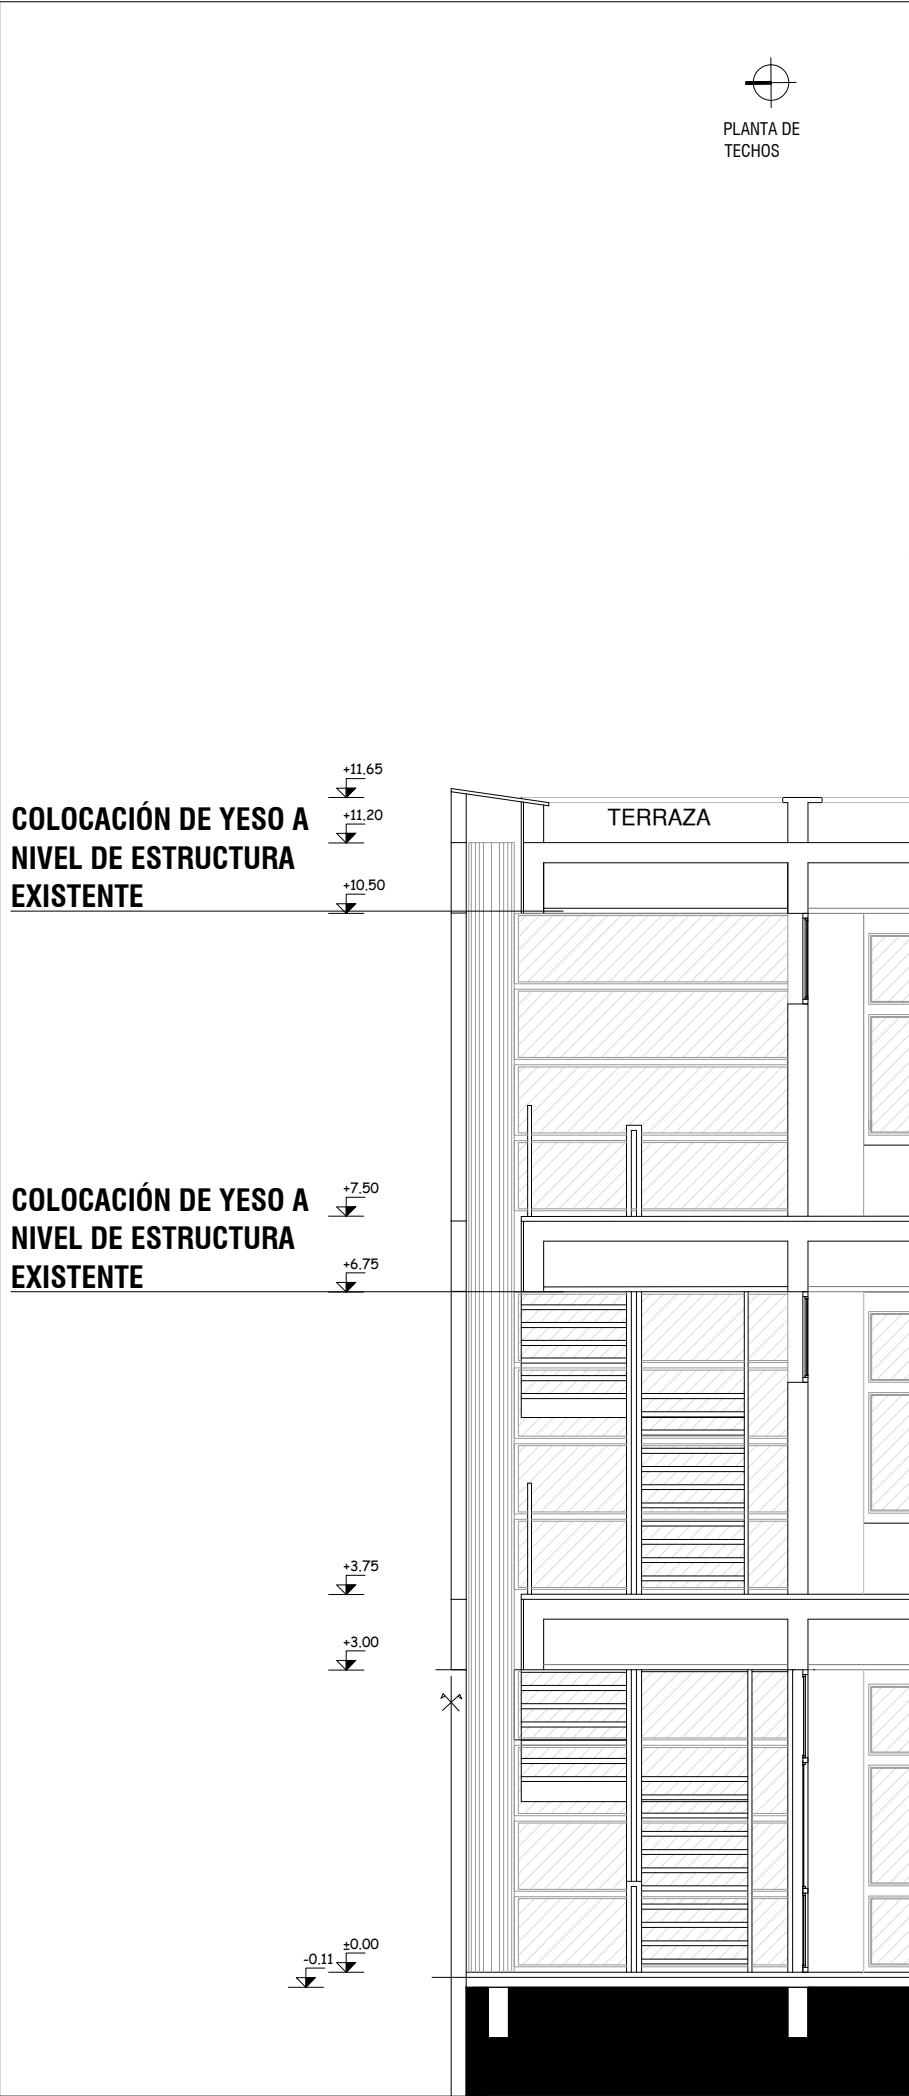 PLANTA DE
TECHOS
+11.65
COLOCACIÓN DE YESO A
NIVEL DE ESTRUCTURA
EXISTENTE
+11.20
TERRAZA
+10.50
COLOCACIÓN DE YESO A
NIVEL DE ESTRUCTURA
EXISTENTE
+7.50
+6.75
+3.75
+3.00
±0.00
-0.11